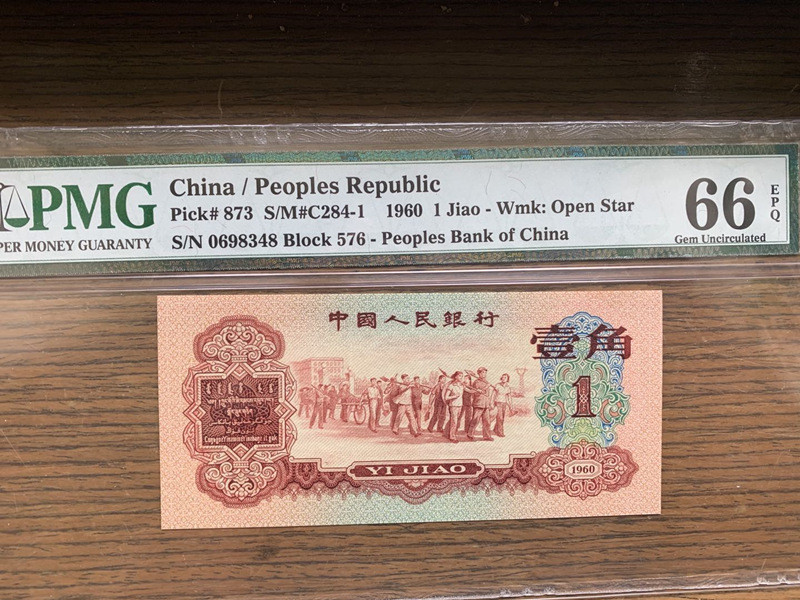 PMG
PER MONEY GUARANTY
China / Peoples Republic
Pick# 873 S/M#C284-1 1960 1 Jiao - Wmk: Open Star
S/N 0698348 Block 576 - Peoples Bank of China
66
EPQ
Gem Uncirculated
中國人民銀行
壹角
1
YI JIAO
1960